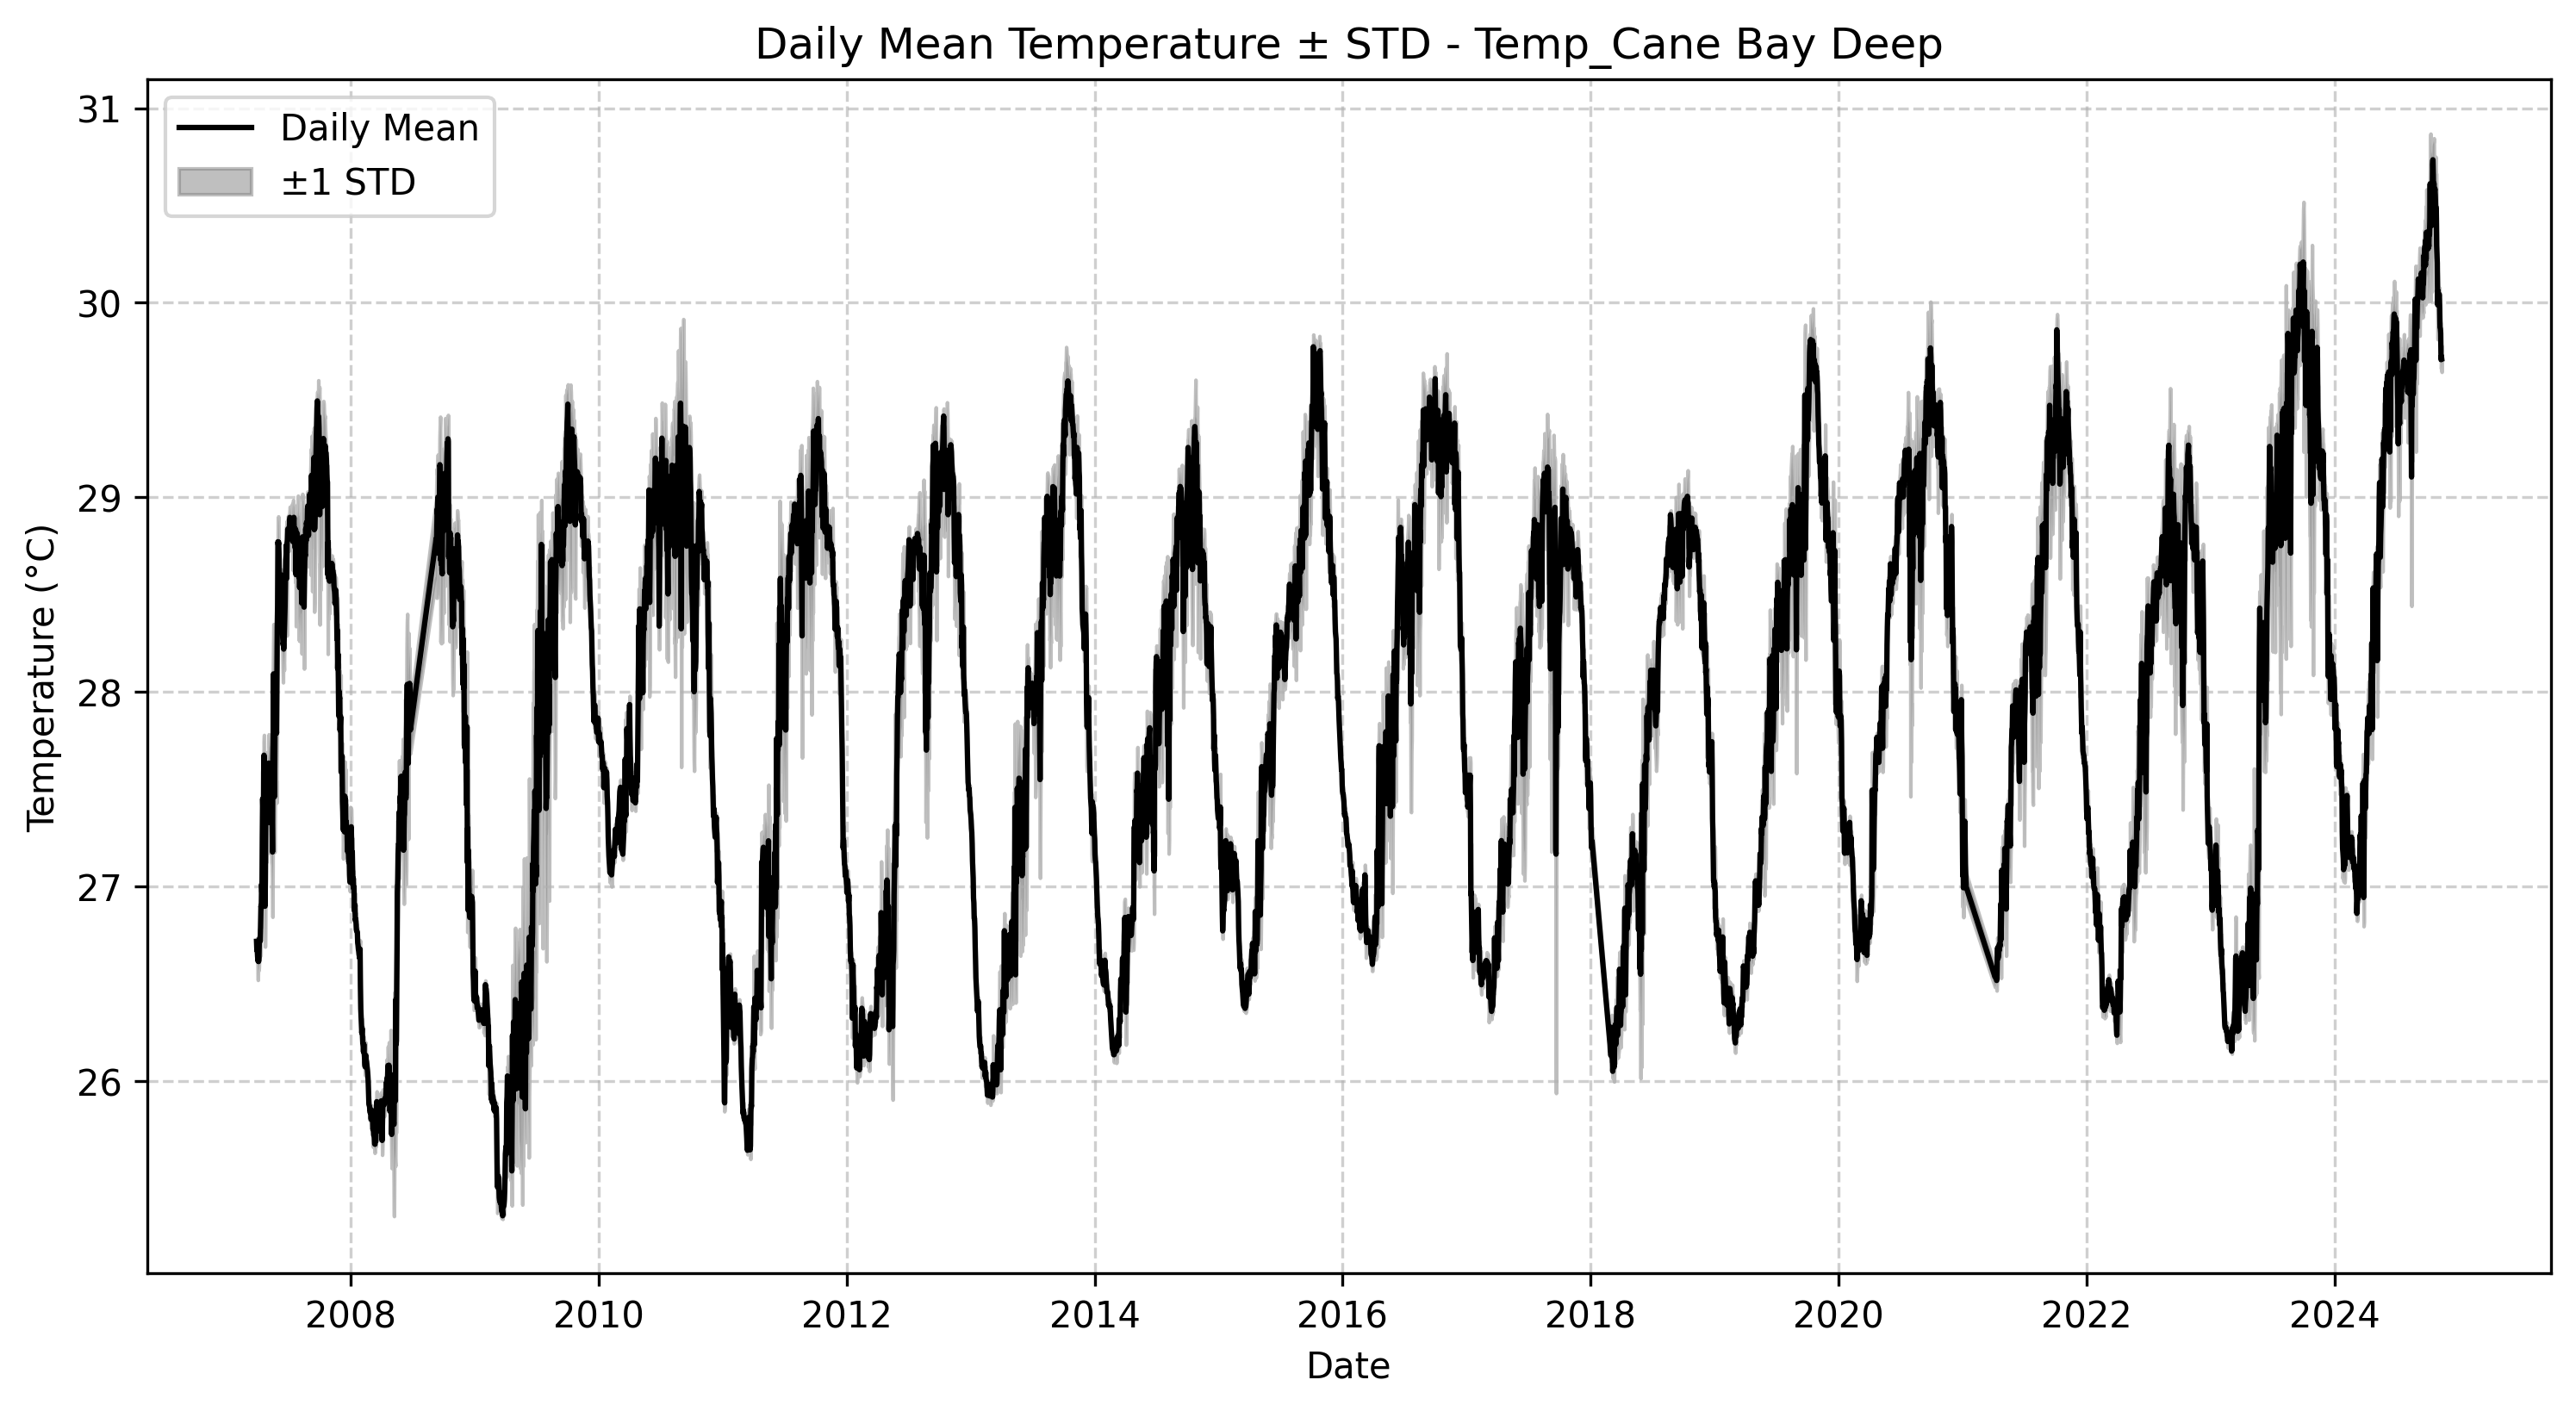 Daily Mean Temperature ± STD - Temp_Cane Bay Deep
Daily Mean
±1 STD
Temperature (°C)
31
30
29
28
27
26
2008 2010 2012 2014 2016 2018 2020 2022 2024
Date